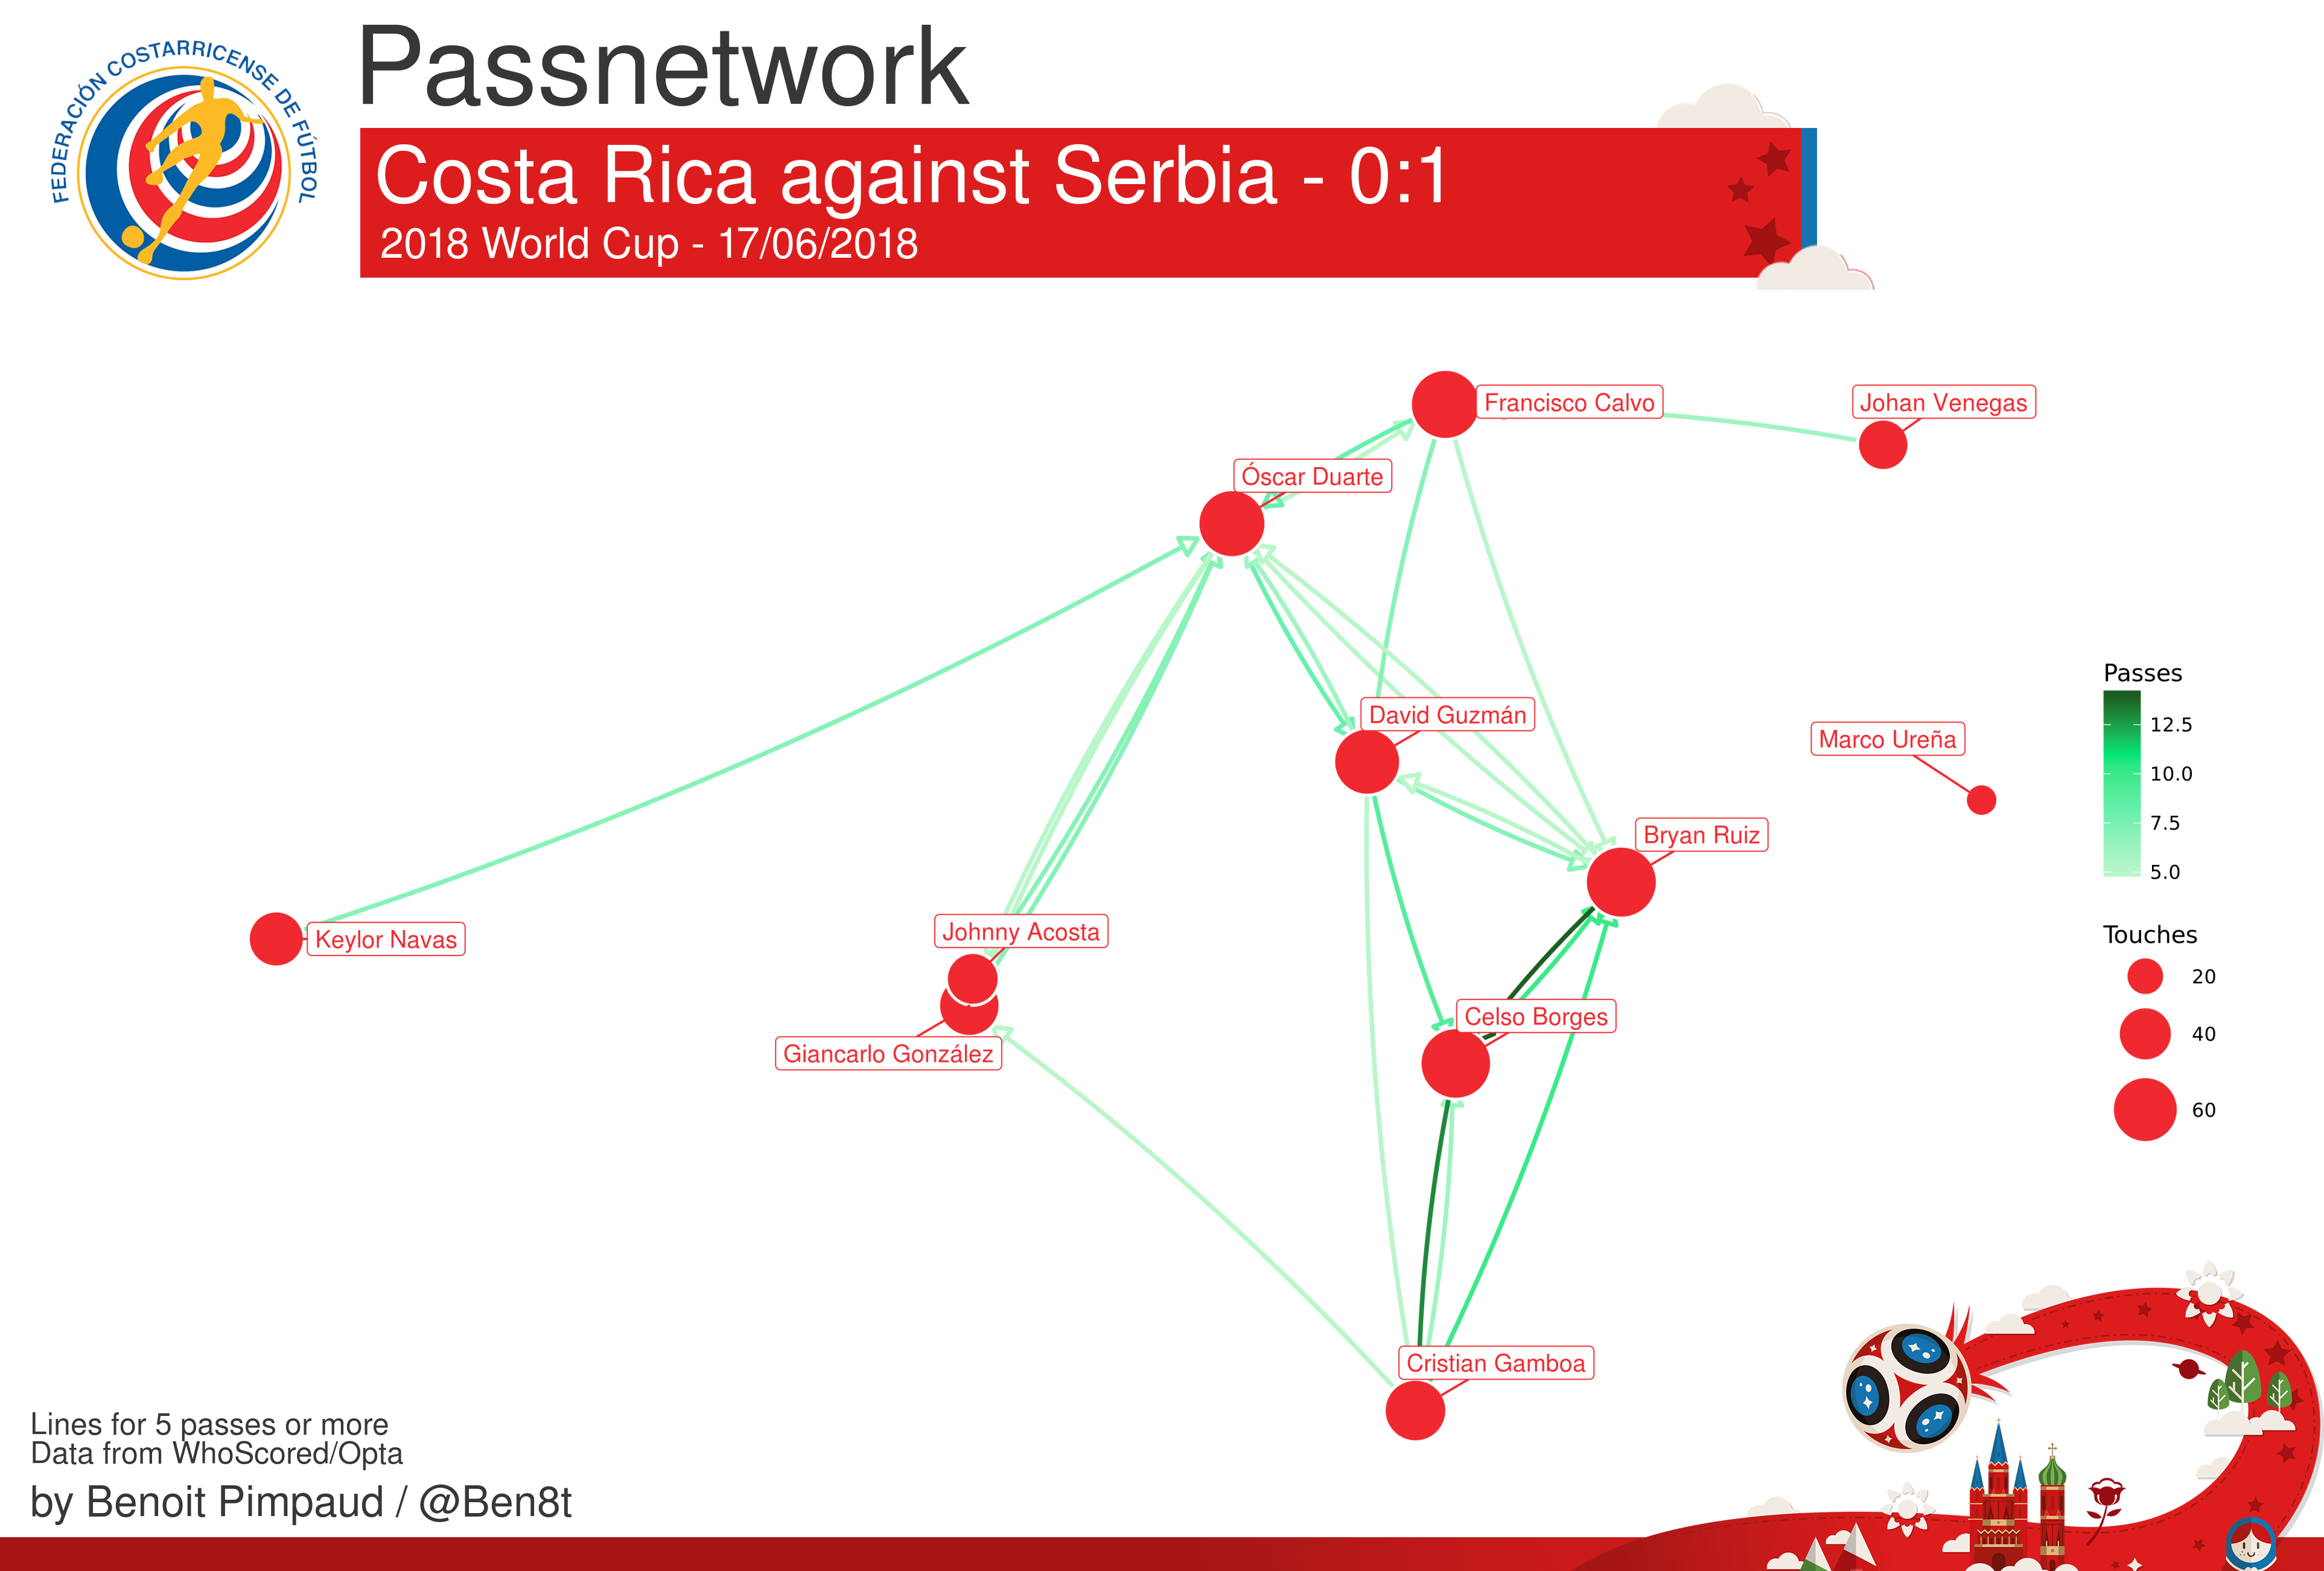 FEDERACIÓN COSTARRICENSE DE FÚTBOL
Passnetwork
Costa Rica against Serbia - 0:1
2018 World Cup - 17/06/2018
Francisco Calvo
Johan Venegas
Óscar Duarte
David Guzmán
Marco Ureña
Bryan Ruiz
Keylor Navas
Johnny Acosta
Celso Borges
Giancarlo González
Cristian Gamboa
Passes
12.5
10.0
7.5
5.0
Touches
20
40
60
Lines for 5 passes or more
Data from WhoScored/Opta
by Benoit Pimpaud / @Ben8t